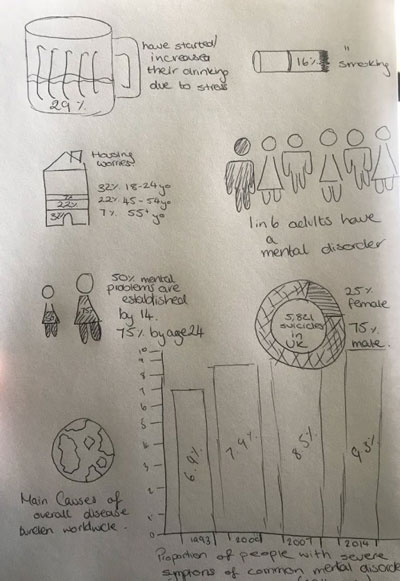 have started/
increased
their drinking
due to stress
29%
16%
"
smoking
Housing
worries
32% 18-24yo
22% 45-54yo
7% 55+yo
7%
22%
32%
1 in 6 adults have
a
mental disorder
50% mental
problems are
established
by 14.
75% by age 24
50%
75%
25%
female
75%
male.
5,821
suicides
in
UK
10
9
8
7
6
5
4
3
2
1
0
6.9%
7.9%
8.5%
9.3%
1993
2000
2007
2014
Main Causes of
overall disease
burden worldwide.
Proportion of people with severe
symptoms of common mental disorde